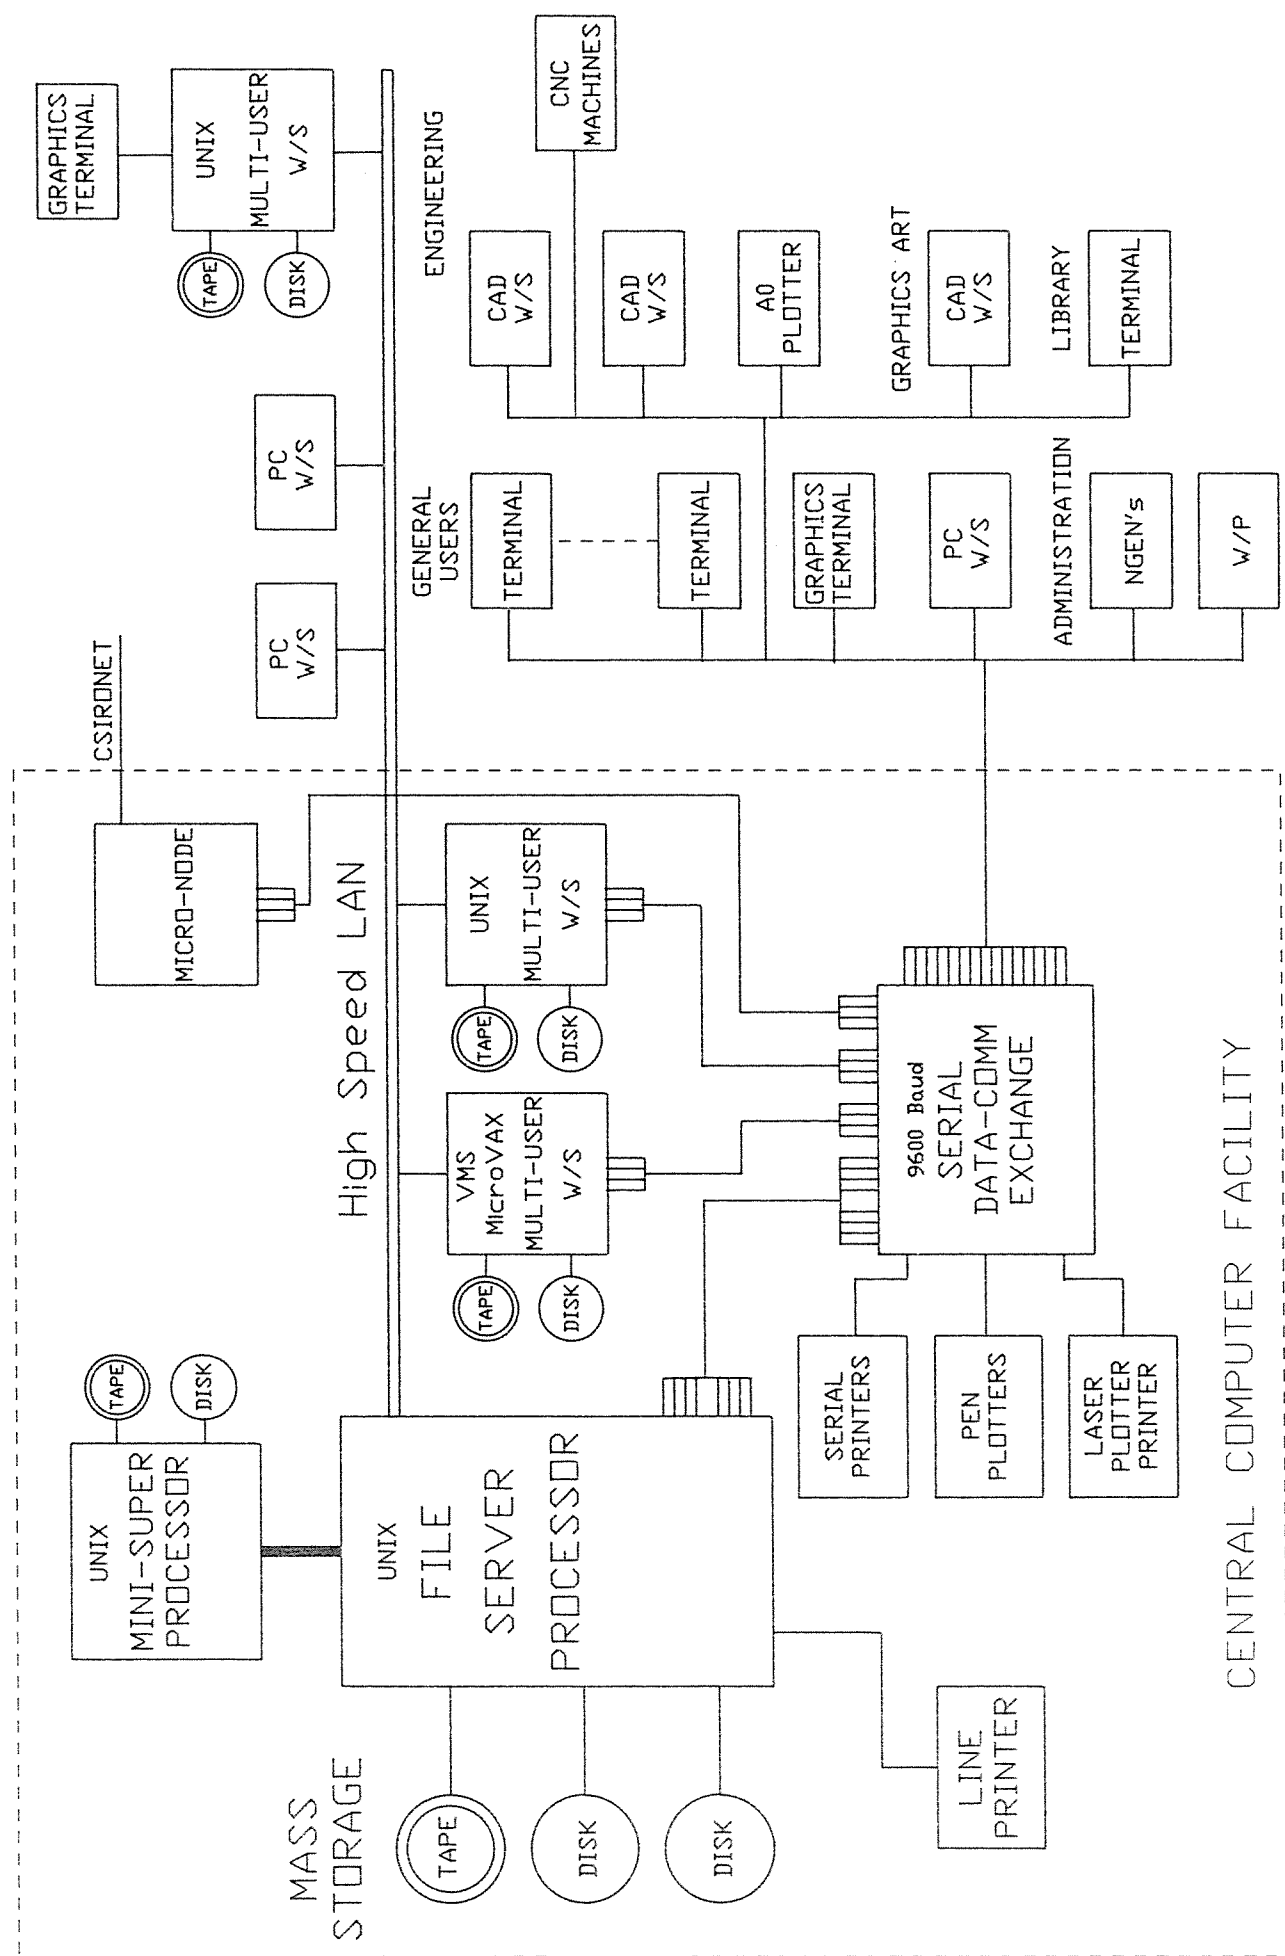 MASS
STORAGE
TAPE
DISK
DISK
UNIX
MINI-SUPER
PROCESSOR
TAPE
DISK
UNIX
FILE
SERVER
PROCESSOR
LINE
PRINTER
High Speed LAN
VMS
MicroVAX
MULTI-USER
W/S
TAPE
DISK
UNIX
MULTI-USER
W/S
TAPE
DISK
MICRO-NODE
CSIRONET
9600 Baud
SERIAL
DATA-COMM
EXCHANGE
SERIAL
PRINTERS
PEN
PLOTTERS
LASER
PLOTTER
PRINTER
CENTRAL COMPUTER FACILITY
PC
W/S
PC
W/S
GRAPHICS
TERMINAL
UNIX
MULTI-USER
W/S
TAPE
DISK
GENERAL
USERS
TERMINAL
TERMINAL
GRAPHICS
TERMINAL
PC
W/S
ADMINISTRATION
NGEN's
W/P
ENGINEERING
CAD
W/S
CAD
W/S
A0
PLOTTER
GRAPHICS ART
CAD
W/S
LIBRARY
TERMINAL
CNC
MACHINES